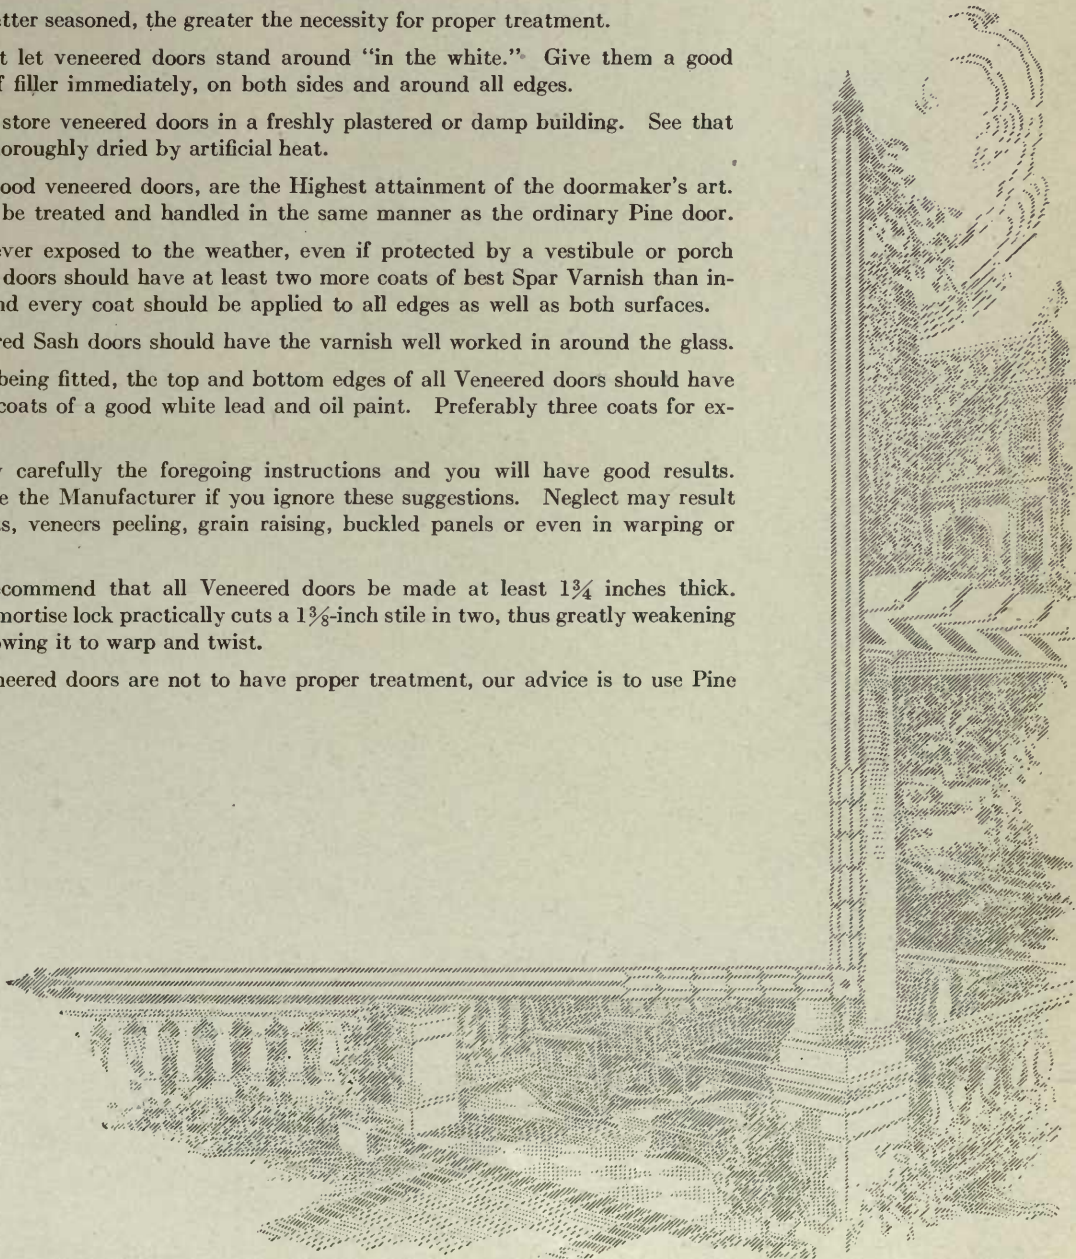 tter seasoned, the greater the necessity for proper treatment.
t let veneered doors stand around “in the white.” Give them a good
f filler immediately, on both sides and around all edges.
store veneered doors in a freshly plastered or damp building. See that
oroughly dried by artificial heat.
ood veneered doors, are the Highest attainment of the doormaker's art.
be treated and handled in the same manner as the ordinary Pine door.
ver exposed to the weather, even if protected by a vestibule or porch
doors should have at least two more coats of best Spar Varnish than in-
nd every coat should be applied to all edges as well as both surfaces.
red Sash doors should have the varnish well worked in around the glass.
being fitted, the top and bottom edges of all Veneered doors should have
coats of a good white lead and oil paint. Preferably three coats for ex-
carefully the foregoing instructions and you will have good results.
e the Manufacturer if you ignore these suggestions. Neglect may result
s, veneers peeling, grain raising, buckled panels or even in warping or
commend that all Veneered doors be made at least 1¾ inches thick.
mortise lock practically cuts a 1⅜-inch stile in two, thus greatly weakening
wing it to warp and twist.
neered doors are not to have proper treatment, our advice is to use Pine